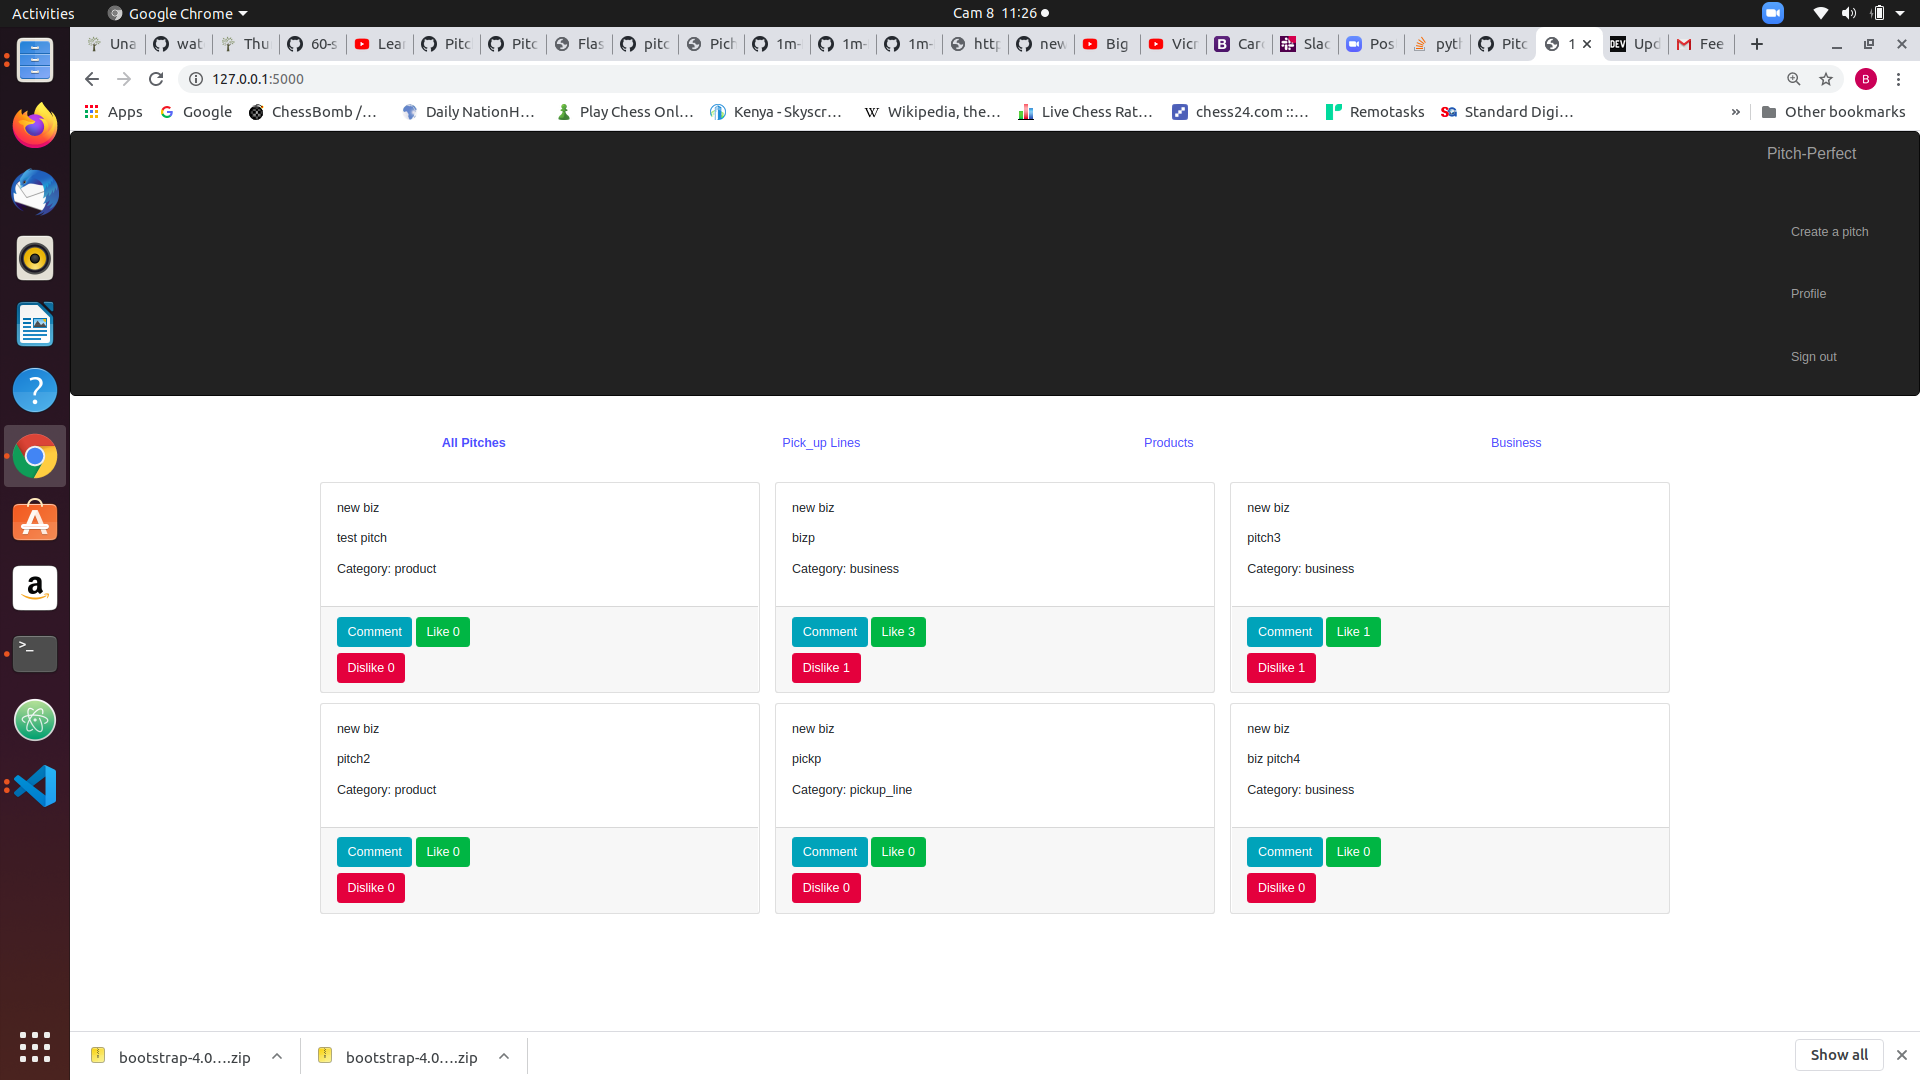 Activities
Google Chrome
Cam 8 11:26
Una
wat
Thu
60-s
Lear
Pitc
Pitc
Flas
pitc
Pich
1m-
1m-
1m-
http
new
Big
Vicr
Card
Slac
Pos
pyth
Pitc
1
Upd
Fee
127.0.0.1:5000
B
Apps
Google
ChessBomb /...
Daily NationH...
Play Chess Onl...
Kenya - Skyscr...
Wikipedia, the...
Live Chess Rat...
chess24.com ::...
Remotasks
Standard Digi...
»
Other bookmarks
Pitch-Perfect
Create a pitch
Profile
Sign out
All Pitches
Pick_up Lines
Products
Business
new biz
test pitch
Category: product
Comment
Like 0
Dislike 0
new biz
bizp
Category: business
Comment
Like 3
Dislike 1
new biz
pitch3
Category: business
Comment
Like 1
Dislike 1
new biz
pitch2
Category: product
Comment
Like 0
Dislike 0
new biz
pickp
Category: pickup_line
Comment
Like 0
Dislike 0
new biz
biz pitch4
Category: business
Comment
Like 0
Dislike 0
bootstrap-4.0....zip
bootstrap-4.0....zip
Show all